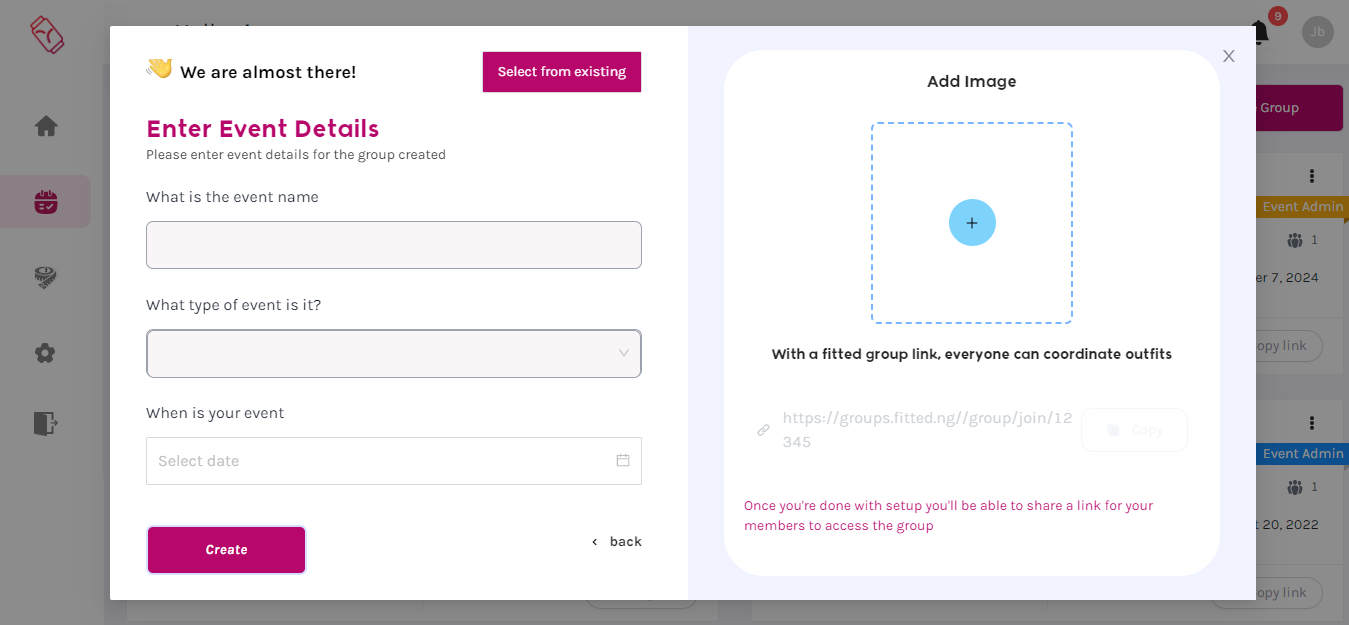 We are almost there!
Select from existing
Enter Event Details
Please enter event details for the group created
What is the event name
What type of event is it?
When is your event
Select date
Create
back
Add Image
With a fitted group link, everyone can coordinate outfits
https://groups.fitted.ng//group/join/12
345
Copy
Once you're done with setup you'll be able to share a link for your
members to access the group
9
Jb
Group
Event Admin
1
er 7, 2024
opy link
Event Admin
1
t 20, 2022
opy link